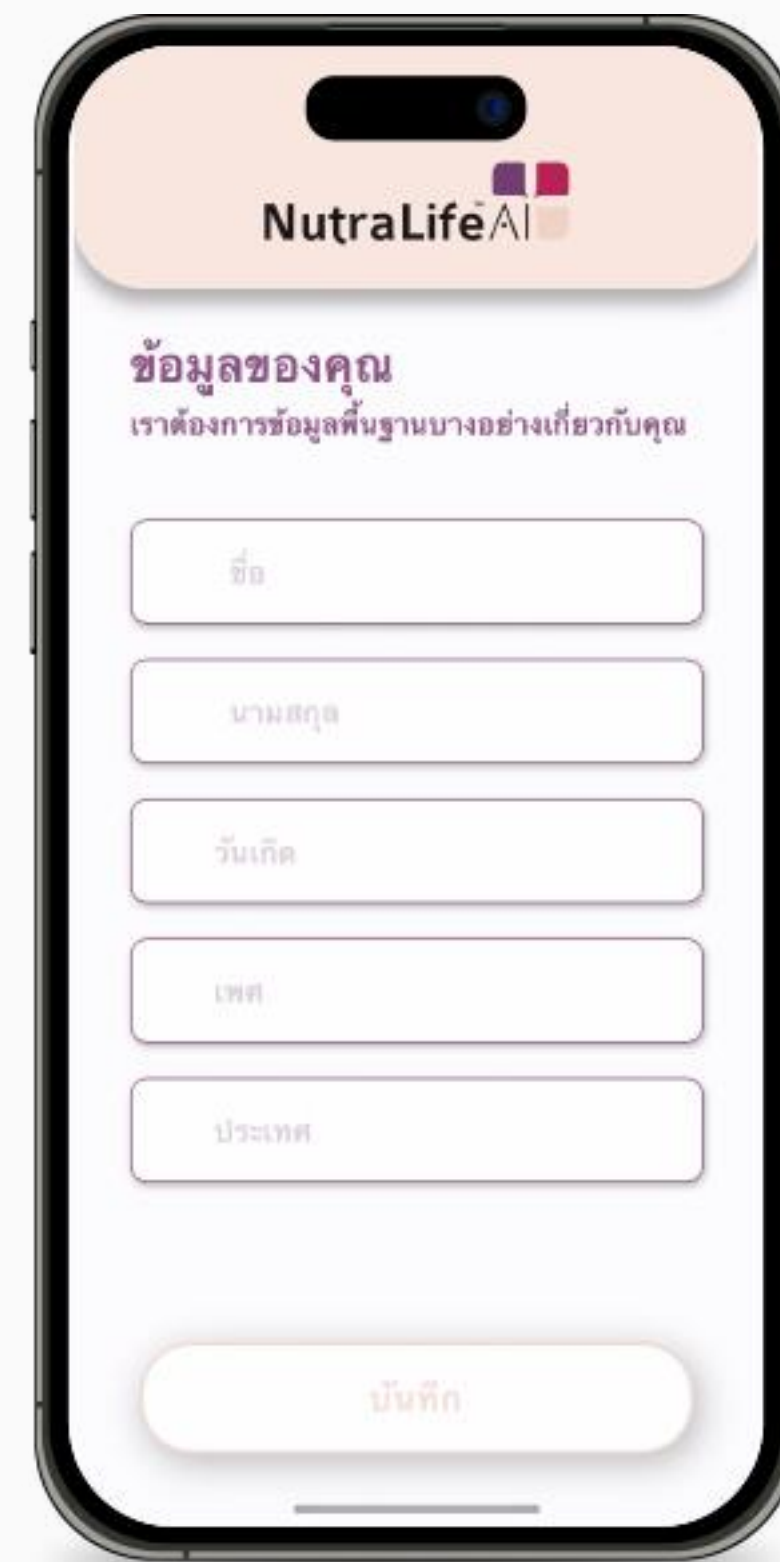 NutraLife™AI
ข้อมูลของคุณ
เราต้องการข้อมูลพื้นฐานบางอย่างเกี่ยวกับคุณ
ชื่อ
นามสกุล
วันเกิด
เพศ
ประเทศ
บันทึก